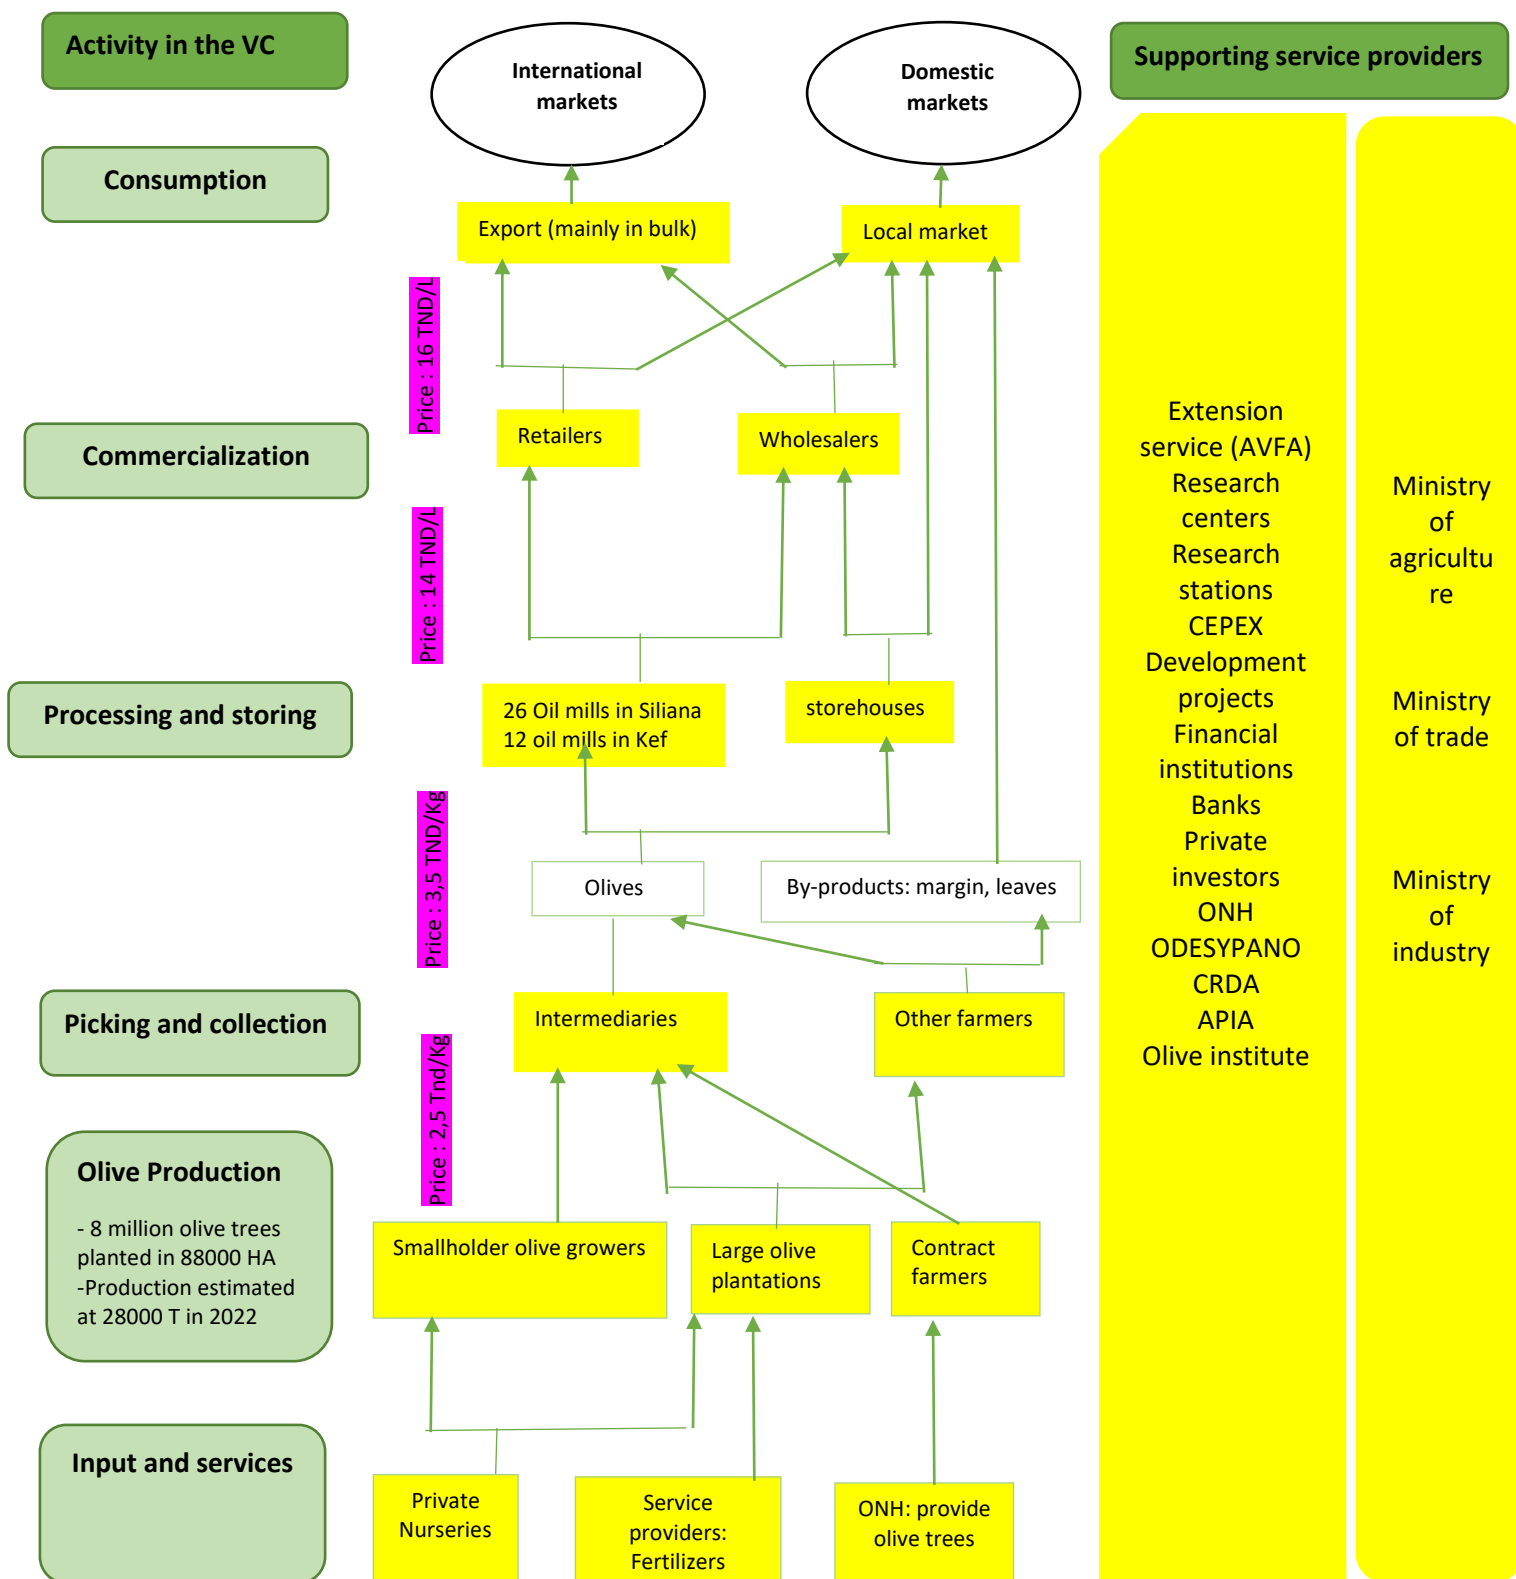 Activity in the VC
International
markets
Domestic
markets
Supporting service providers
Consumption
Export (mainly in bulk)
Local market
Price : 16 TND/L
Commercialization
Retailers
Wholesalers
Price : 14 TND/L
Processing and storing
26 Oil mills in Siliana
12 oil mills in Kef
storehouses
Price : 3,5 TND/Kg
Olives
By-products: margin, leaves
Picking and collection
Intermediaries
Other farmers
Price : 2,5 Tnd/Kg
Olive Production
- 8 million olive trees
planted in 88000 HA
-Production estimated
at 28000 T in 2022
Smallholder olive growers
Large olive
plantations
Contract
farmers
Input and services
Private
Nurseries
Service
providers:
Fertilizers
ONH: provide
olive trees
Extension
service (AVFA)
Research
centers
Research
stations
CEPEX
Development
projects
Financial
institutions
Banks
Private
investors
ONH
ODESYPANO
CRDA
APIA
Olive institute
Ministry
of
agricultu
re
Ministry
of trade
Ministry
of
industry